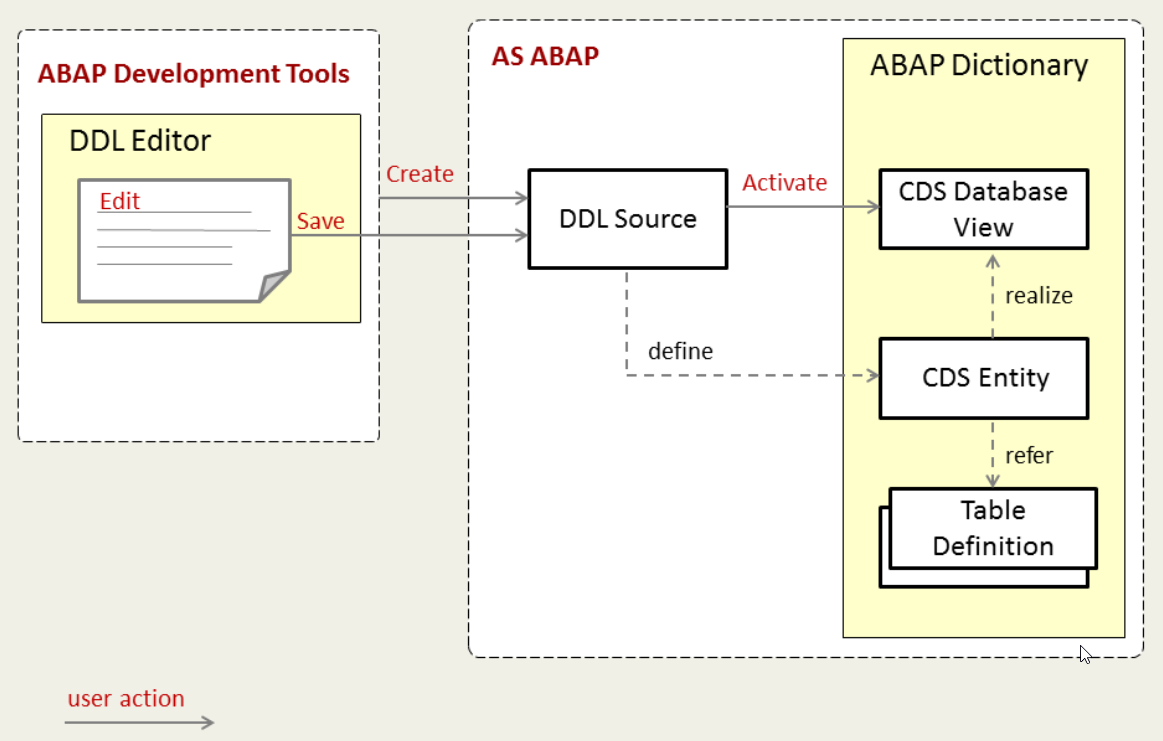 ABAP Development Tools
DDL Editor
Edit
Save
Create
AS ABAP
DDL Source
Activate
define
ABAP Dictionary
CDS Database
View
realize
CDS Entity
refer
Table
Definition
user action